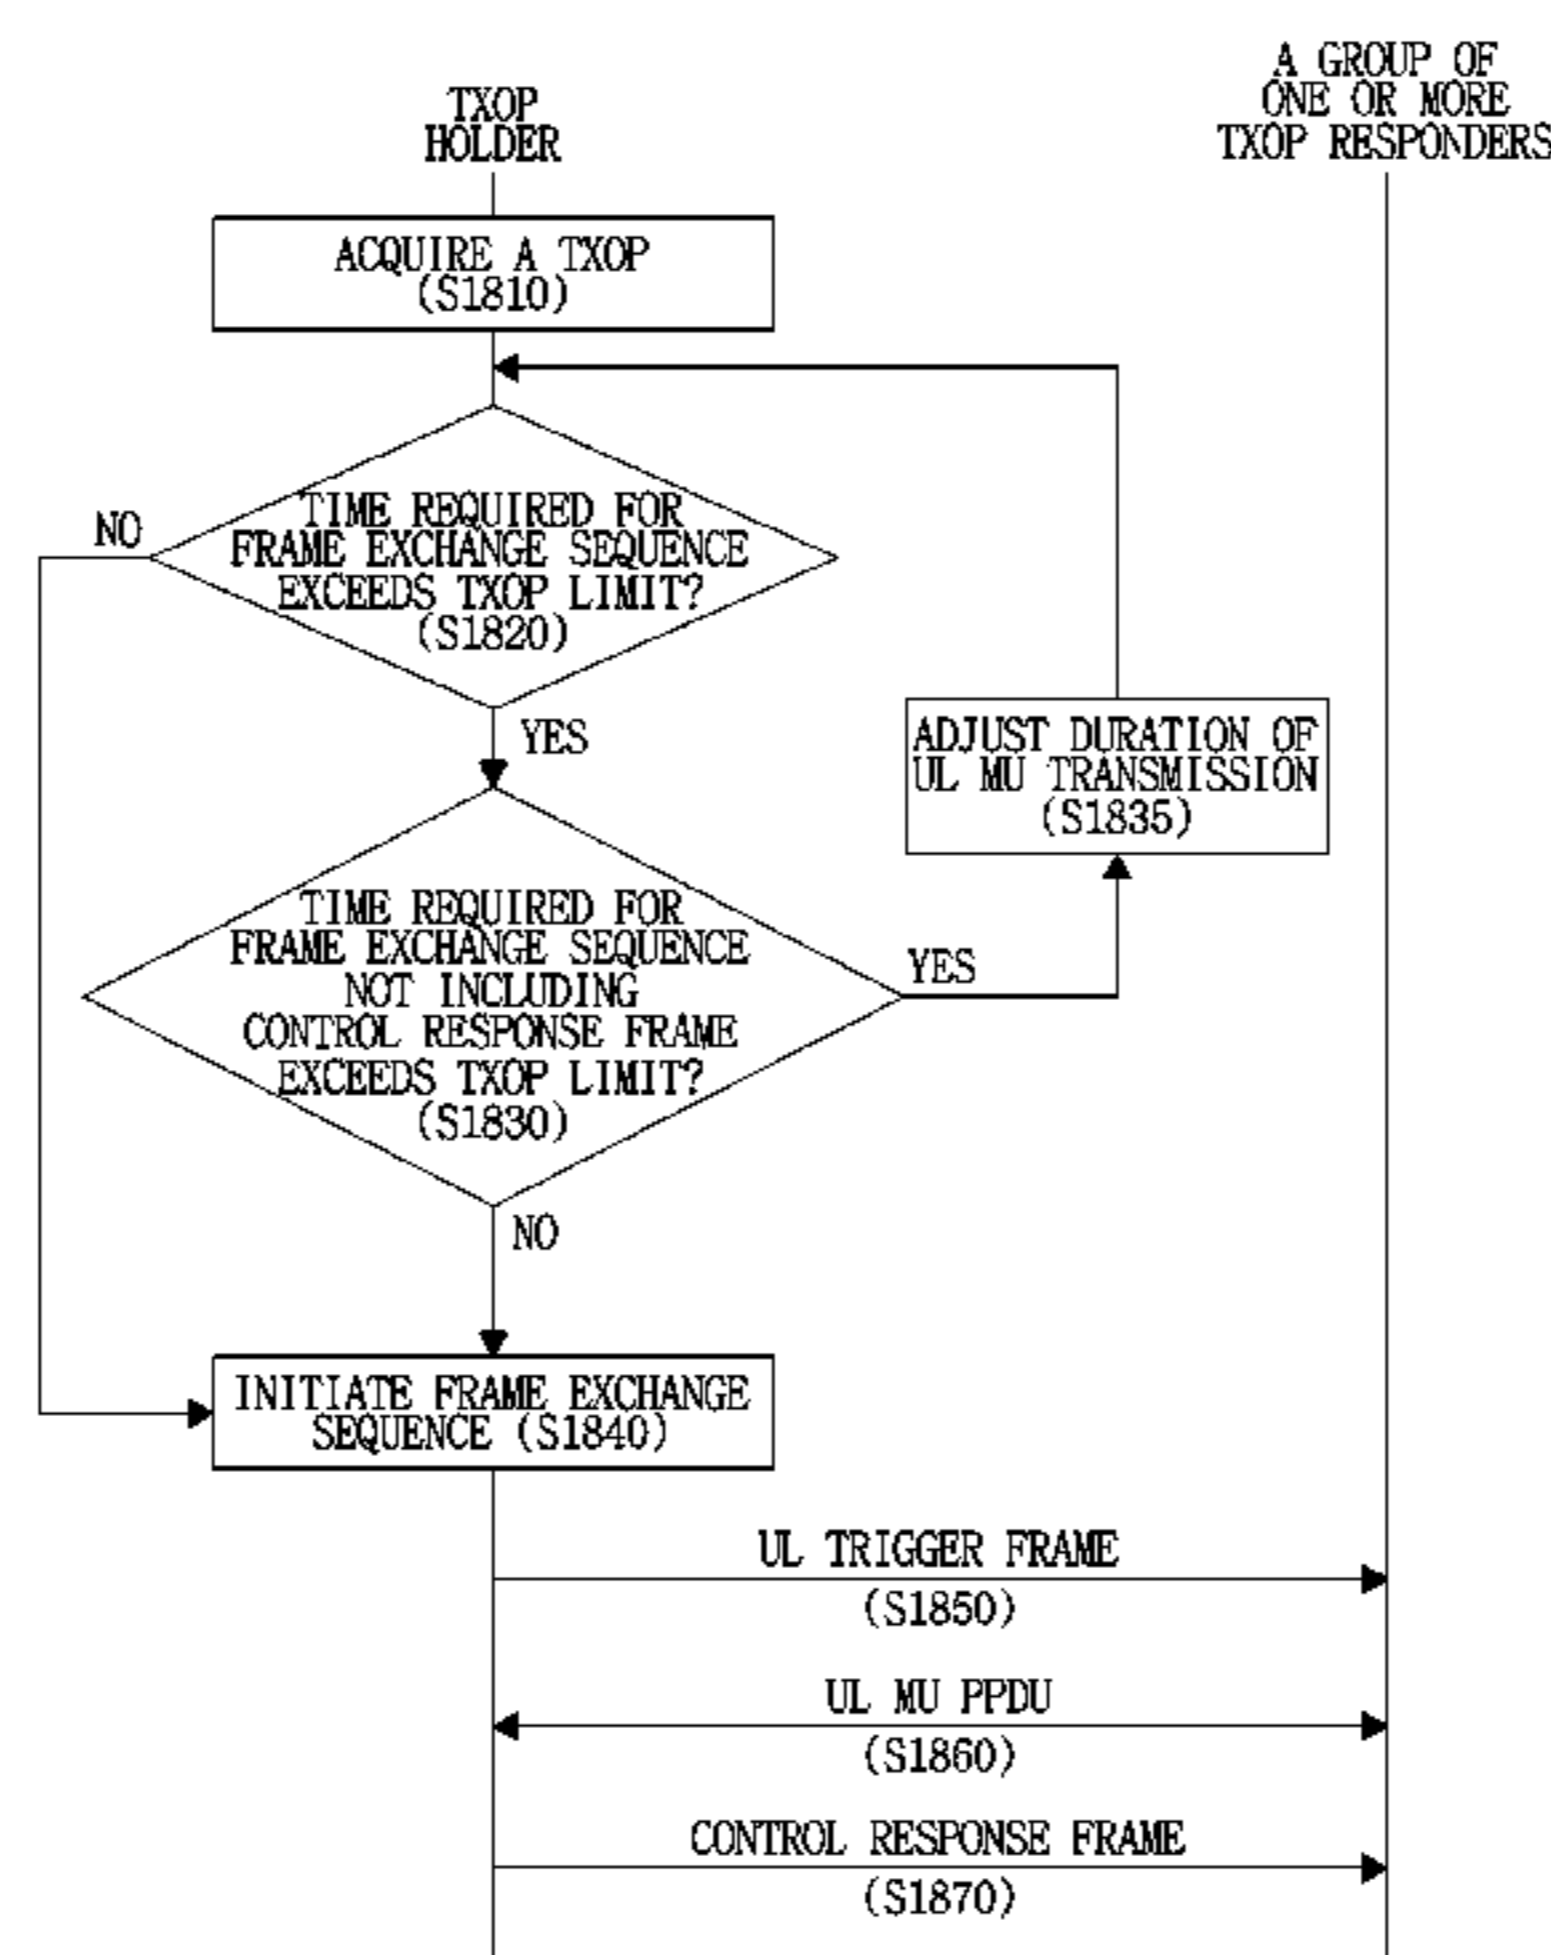 TXOP
HOLDER
A GROUP OF
ONE OR MORE
TXOP RESPONDERS
ACQUIRE A TXOP
(S1810)
NO
TIME REQUIRED FOR
FRAME EXCHANGE SEQUENCE
EXCEEDS TXOP LIMIT?
(S1820)
YES
ADJUST DURATION OF
UL MU TRANSMISSION
(S1835)
TIME REQUIRED FOR
FRAME EXCHANGE SEQUENCE
NOT INCLUDING
CONTROL RESPONSE FRAME
EXCEEDS TXOP LIMIT?
(S1830)
YES
NO
INITIATE FRAME EXCHANGE
SEQUENCE (S1840)
UL TRIGGER FRAME
(S1850)
UL MU PPDU
(S1860)
CONTROL RESPONSE FRAME
(S1870)